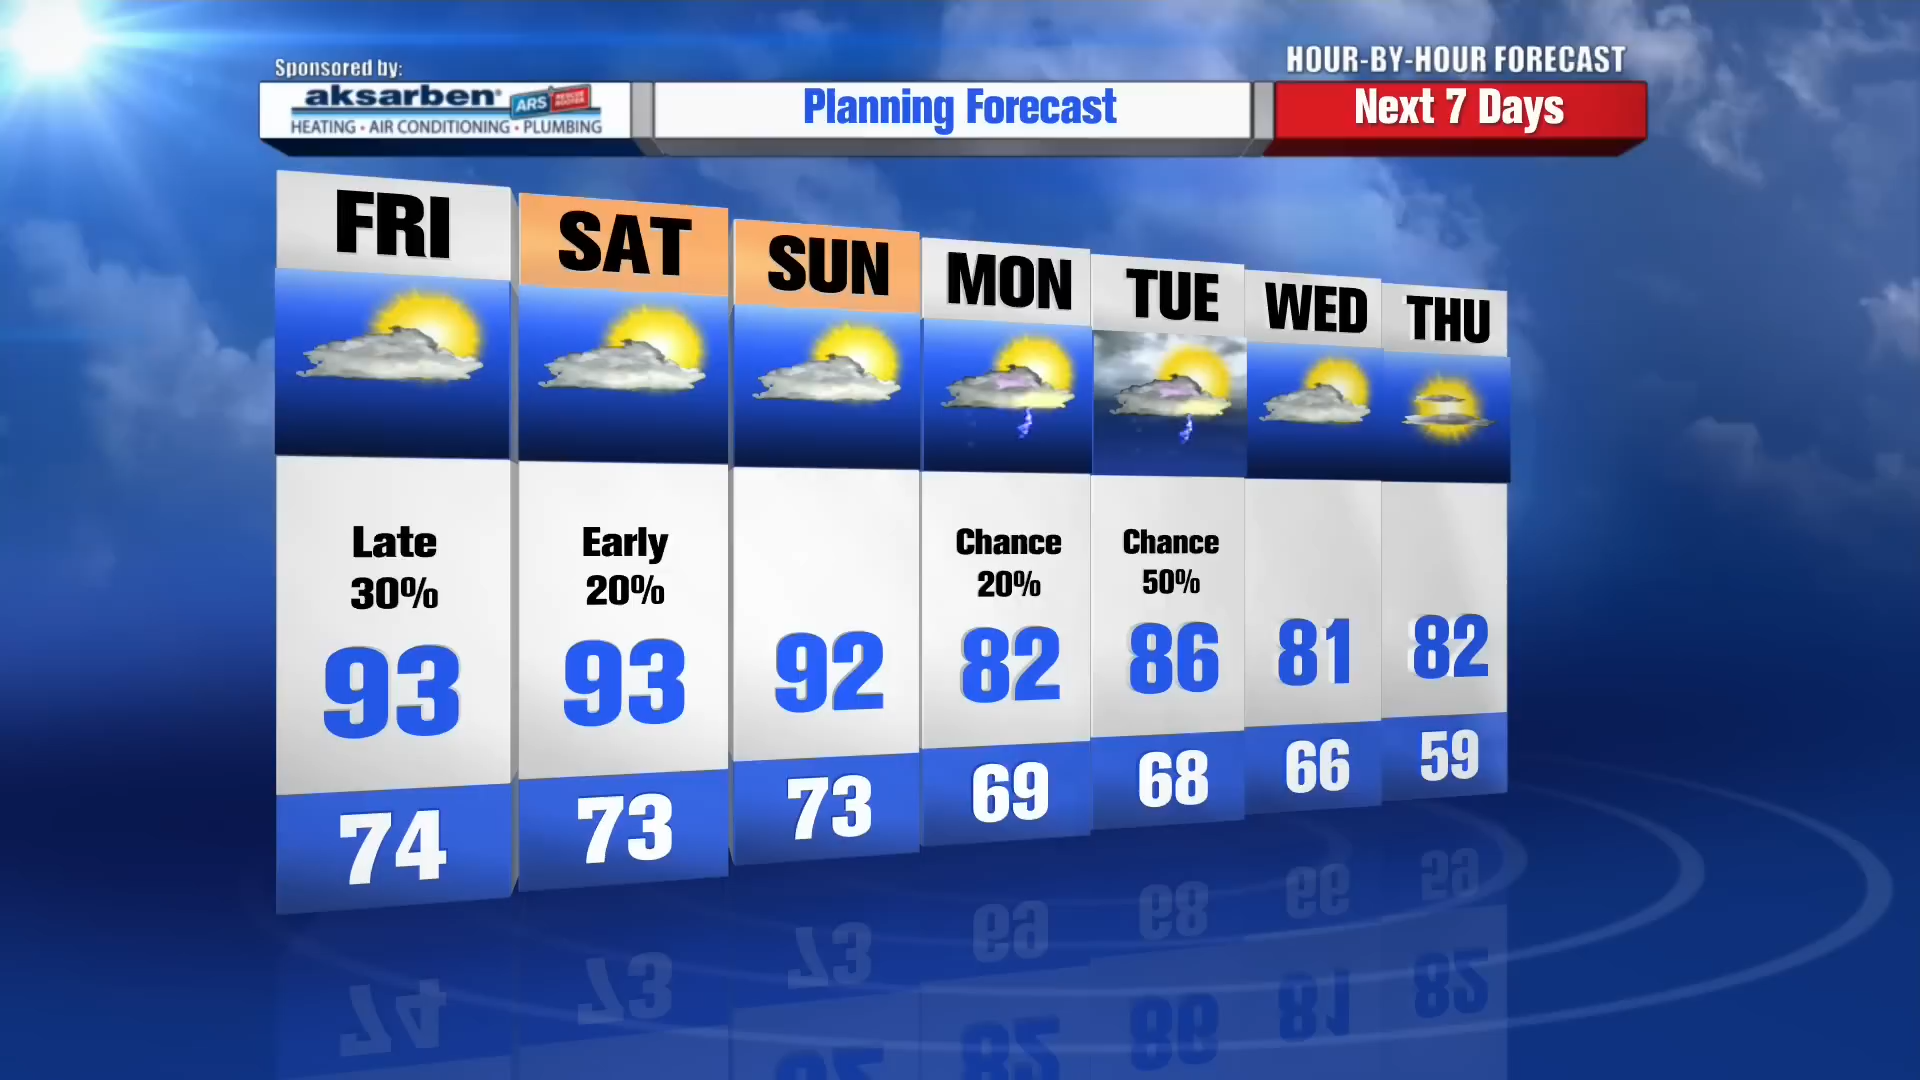 Sponsored by:
aksarben
ARS RESCUE ROOTER
HEATING • AIR CONDITIONING • PLUMBING
Planning Forecast
HOUR-BY-HOUR FORECAST
Next 7 Days
FRI
Late
30%
93
74
SAT
Early
20%
93
73
SUN
92
73
MON
Chance
20%
82
69
TUE
Chance
50%
86
68
WED
81
66
THU
82
59